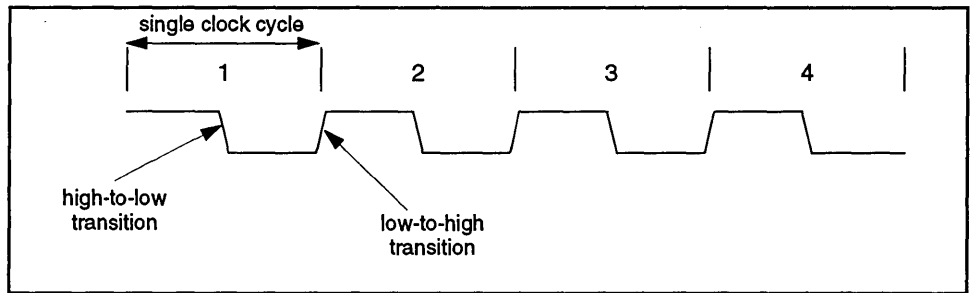 single clock cycle
1 2 3 4
high-to-low
transition
low-to-high
transition